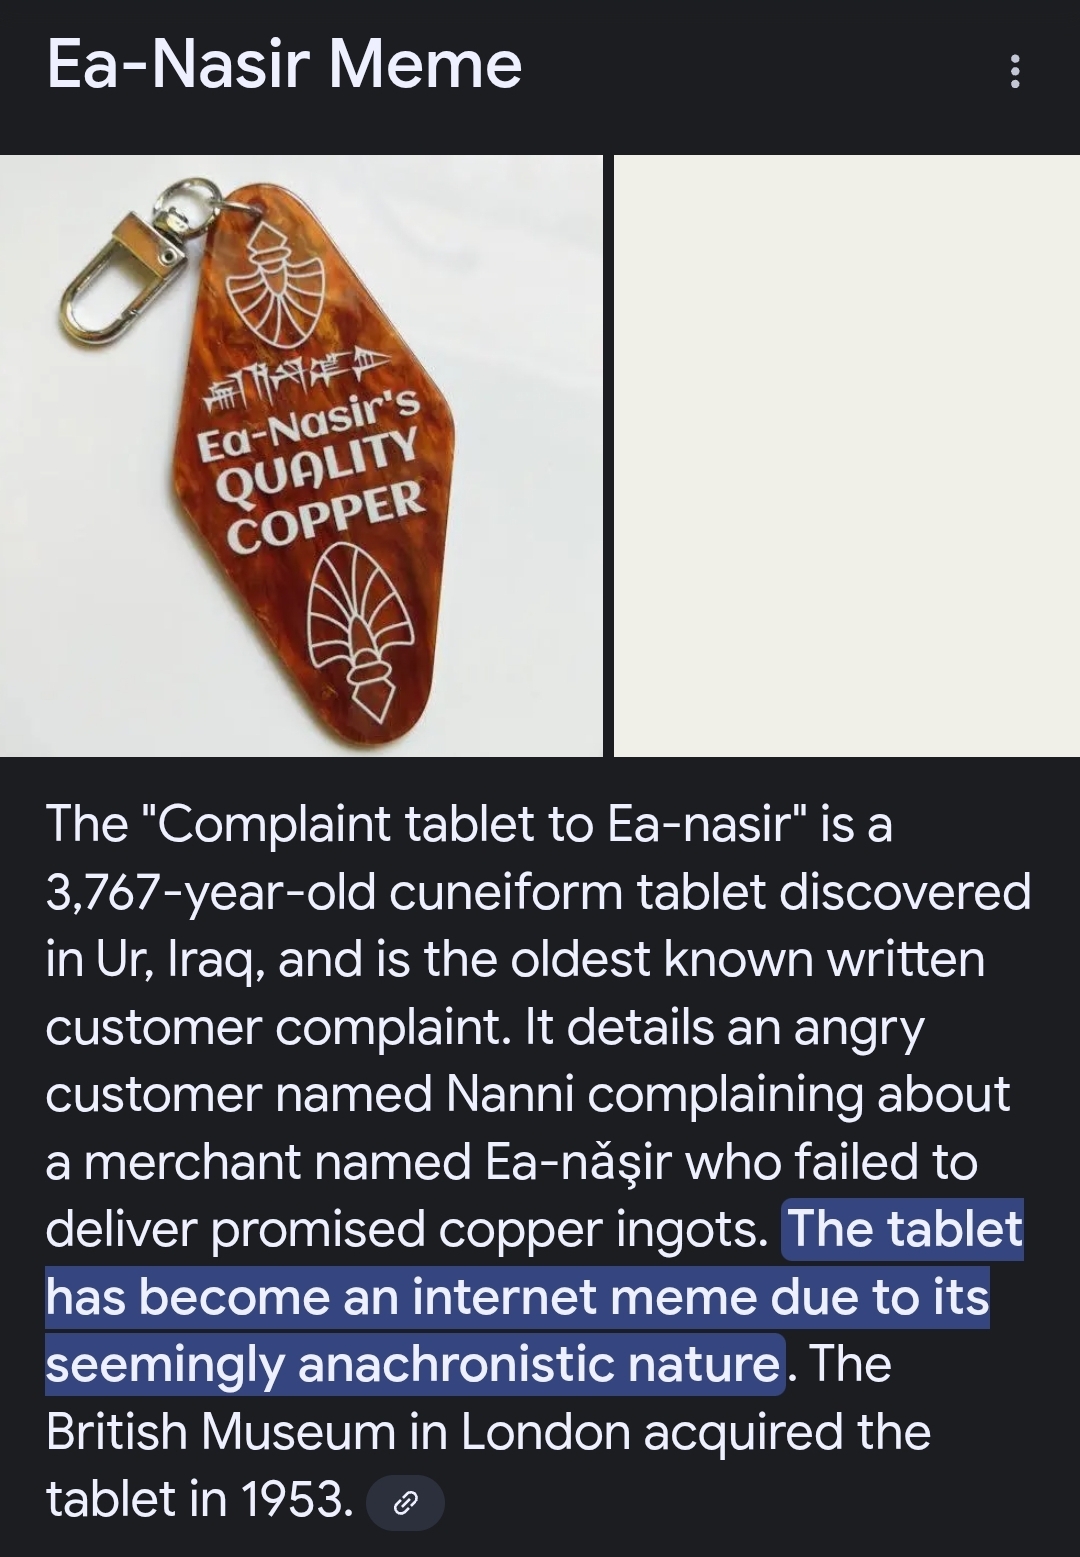 Ea-Nasir Meme
Ea-Nasir's
QUALITY
COPPER
The "Complaint tablet to Ea-nasir" is a
3,767-year-old cuneiform tablet discovered
in Ur, Iraq, and is the oldest known written
customer complaint. It details an angry
customer named Nanni complaining about
a merchant named Ea-nǎşir who failed to
deliver promised copper ingots. The tablet
has become an internet meme due to its
seemingly anachronistic nature. The
British Museum in London acquired the
tablet in 1953.